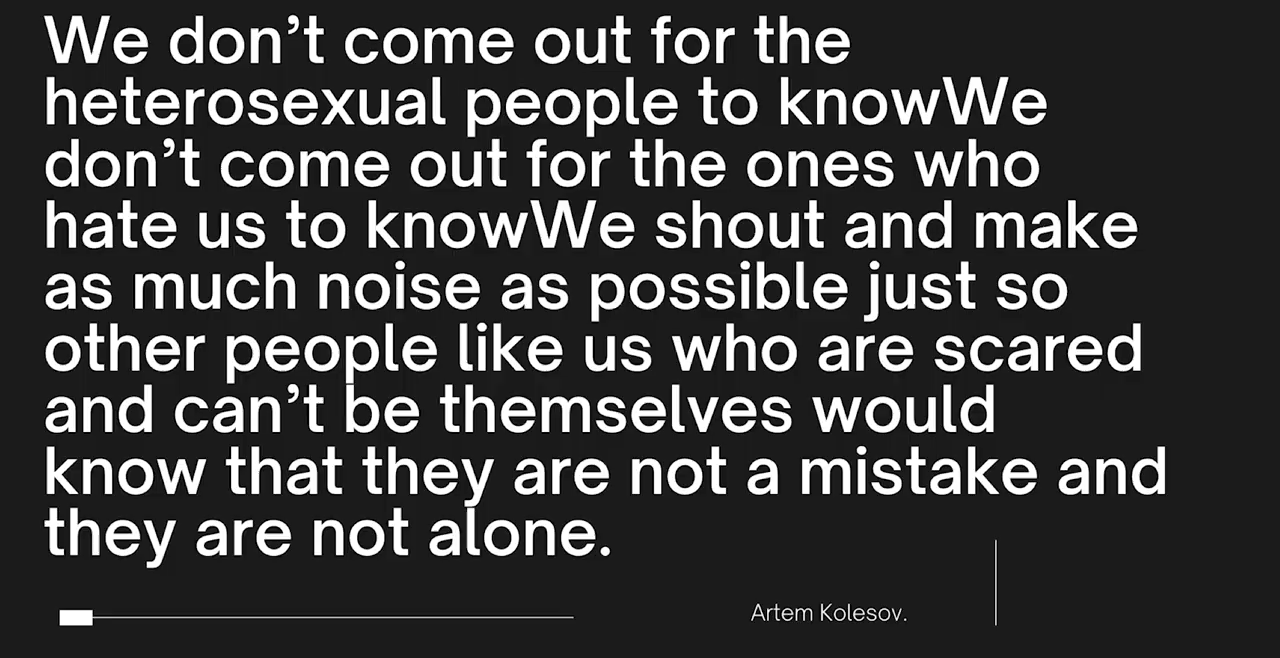 We don’t come out for the
heterosexual people to knowWe
don’t come out for the ones who
hate us to knowWe shout and make
as much noise as possible just so
other people like us who are scared
and can’t be themselves would
know that they are not a mistake and
they are not alone.
Artem Kolesov.